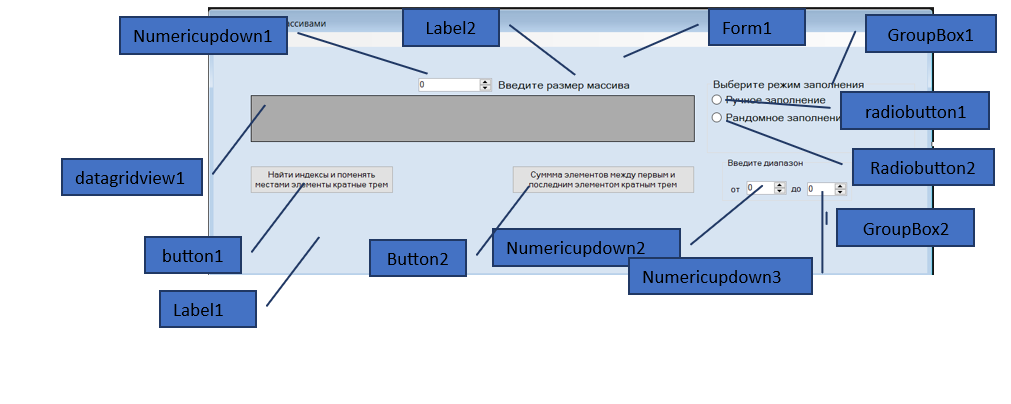 Numericupdown1
ассивами
Label2
Form1
GroupBox1
0
Введите размер массива
Выберите режим заполнения
Ручное заполнение
radiobutton1
Рандомное заполнени
datagridview1
Найти индексы и поменять
местами элементы кратные трем
Суммма элементов между первым и
последним элементом кратным трем
Введите диапазон
Radiobutton2
от 0 до 0
GroupBox2
button1
Button2
Numericupdown2
Numericupdown3
Label1